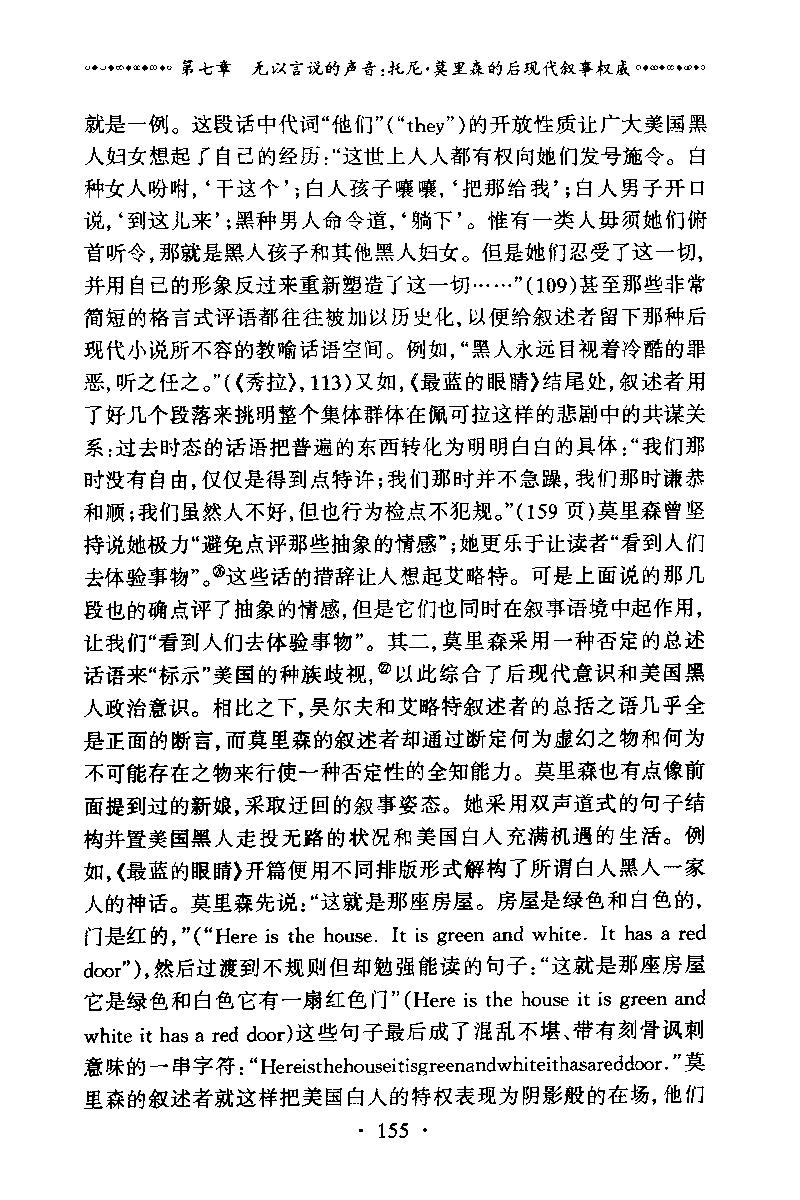 第七章　无以言说的声音:托尼·莫里森的后现代叙事权威
就是一例。这段话中代词“他们”(“they”)的开放性质让广大美国黑
人妇女想起了自己的经历:“这世上人人都有权向她们发号施令。白
种女人吩咐,‘干这个’;白人孩子嚷嚷,‘把那给我’;白人男子开口
说,‘到这儿来’;黑种男人命令道,‘躺下’。惟有一类人毋须她们俯
首听令,那就是黑人孩子和其他黑人妇女。但是她们忍受了这一切,
并用自己的形象反过来重新塑造了这一切……”(109)甚至那些非常
简短的格言式评语都往往被加以历史化,以便给叙述者留下那种后
现代小说所不容的教喻话语空间。例如,“黑人永远目视着冷酷的罪
恶,听之任之。”(《秀拉》,113)又如,《最蓝的眼睛》结尾处,叙述者用
了好几个段落来挑明整个集体群体在佩可拉这样的悲剧中的共谋关
系:过去时态的话语把普遍的东西转化为明明白白的具体:“我们那
时没有自由,仅仅是得到点特许;我们那时并不急躁,我们那时谦恭
和顺;我们虽然人不好,但也行为检点不犯规。”(159 页)莫里森曾坚
持说她极力“避免点评那些抽象的情感”;她更乐于让读者“看到人们
去体验事物”。㉖这些话的措辞让人想起艾略特。可是上面说的那几
段也的确点评了抽象的情感,但是它们也同时在叙事语境中起作用,
让我们“看到人们去体验事物”。其二,莫里森采用一种否定的总述
话语来“标示”美国的种族歧视,㉗以此综合了后现代意识和美国黑
人政治意识。相比之下,吴尔夫和艾略特叙述者的总括之语几乎全
是正面的断言,而莫里森的叙述者却通过断定何为虚幻之物和何为
不可能存在之物来行使一种否定性的全知能力。莫里森也有点像前
面提到过的新娘,采取迂回的叙事姿态。她采用双声道式的句子结
构并置美国黑人走投无路的状况和美国白人充满机遇的生活。例
如,《最蓝的眼睛》开篇便用不同排版形式解构了所谓白人黑人一家
人的神话。莫里森先说:“这就是那座房屋。房屋是绿色和白色的,
门是红的,”(“Here is the house. It is green and white. It has a red
door”),然后过渡到不规则但却勉强能读的句子:“这就是那座房屋
它是绿色和白色它有一扇红色门”(Here is the house it is green and
white it has a red door)这些句子最后成了混乱不堪、带有刻骨讽刺
意味的一串字符:“Hereisthehouseitisgreenandwhiteithasareddoor.”莫
里森的叙述者就这样把美国白人的特权表现为阴影般的在场,他们
· 155 ·